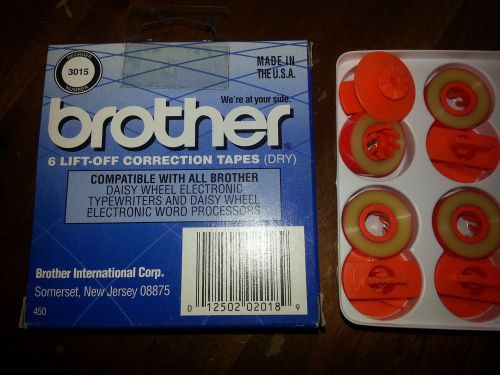 REORDER
3015
NUMBER
MADE IN
THE U.S.A.
We're at your side.
brother®
6 LIFT-OFF CORRECTION TAPES (DRY)
COMPATIBLE WITH ALL BROTHER
DAISY WHEEL ELECTRONIC
TYPEWRITERS AND DAISY WHEEL
ELECTRONIC WORD PROCESSORS
Brother International Corp.
Somerset, New Jersey 08875
450
0 12502 02018 9